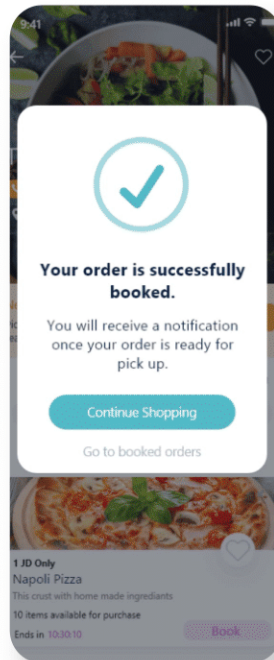 9:41
Your order is successfully
booked.
You will receive a notification
once your order is ready for
pick up.
Continue Shopping
Go to booked orders
1 JD Only
Napoli Pizza
This crust with home made ingrediants
10 items available for purchase
Ends in 10:30:10
Book